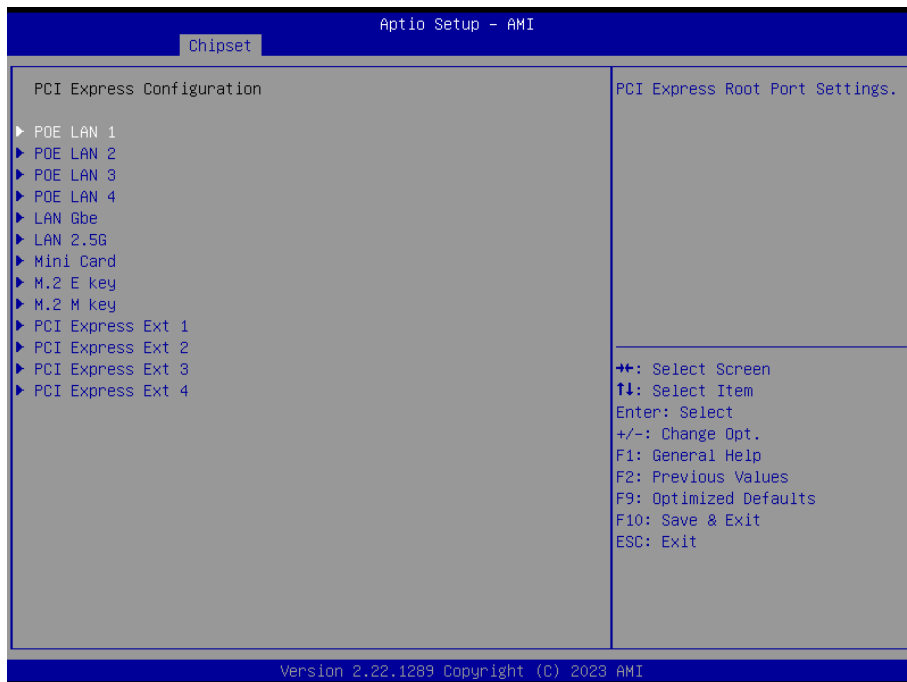 Aptio Setup – AMI
Chipset
PCI Express Configuration
PCI Express Root Port Settings.
▶ POE LAN 1
▶ POE LAN 2
▶ POE LAN 3
▶ POE LAN 4
▶ LAN Gbe
▶ LAN 2.5G
▶ Mini Card
▶ M.2 E key
▶ M.2 M key
▶ PCI Express Ext 1
▶ PCI Express Ext 2
▶ PCI Express Ext 3
▶ PCI Express Ext 4
→←: Select Screen
↑↓: Select Item
Enter: Select
+/-: Change Opt.
F1: General Help
F2: Previous Values
F9: Optimized Defaults
F10: Save & Exit
ESC: Exit
Version 2.22.1289 Copyright (C) 2023 AMI